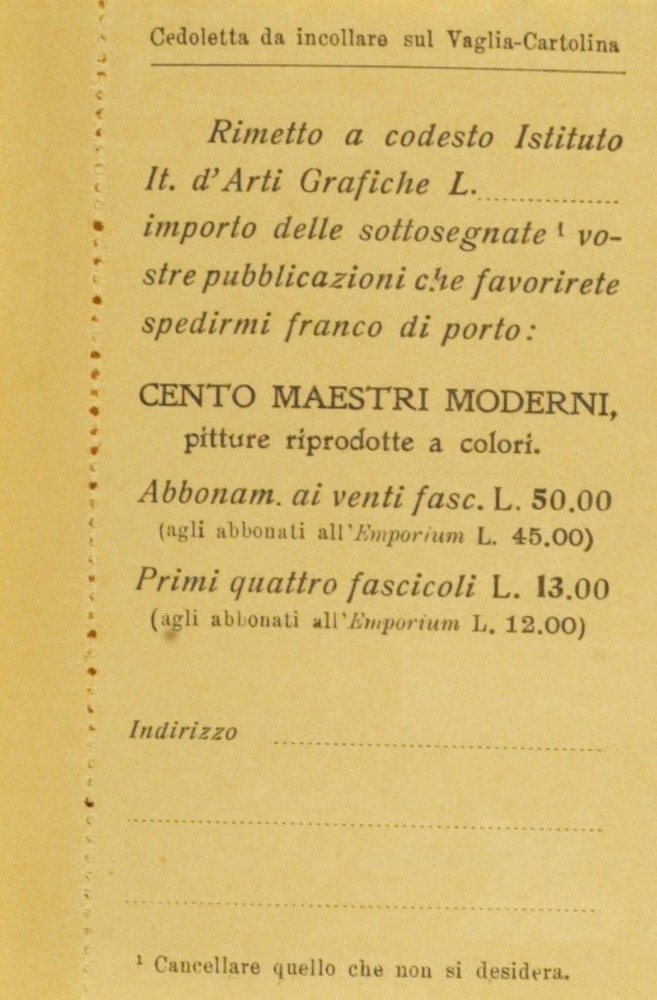 Cedoletta da incollare sul Vaglia-Cartolina
Rimetto a codesto Istituto
It. d'Arti Grafiche L. ....................
importo delle sottosegnate ¹ vo-
stre pubblicazioni che favorirete
spedirmi franco di porto:
CENTO MAESTRI MODERNI,
pitture riprodotte a colori.
Abbonam. ai venti fasc. L. 50.00
(agli abbonati all'Emporium L. 45.00)
Primi quattro fascicoli L. 13.00
(agli abbonati all'Emporium L. 12.00)
Indirizzo
¹ Cancellare quello che non si desidera.